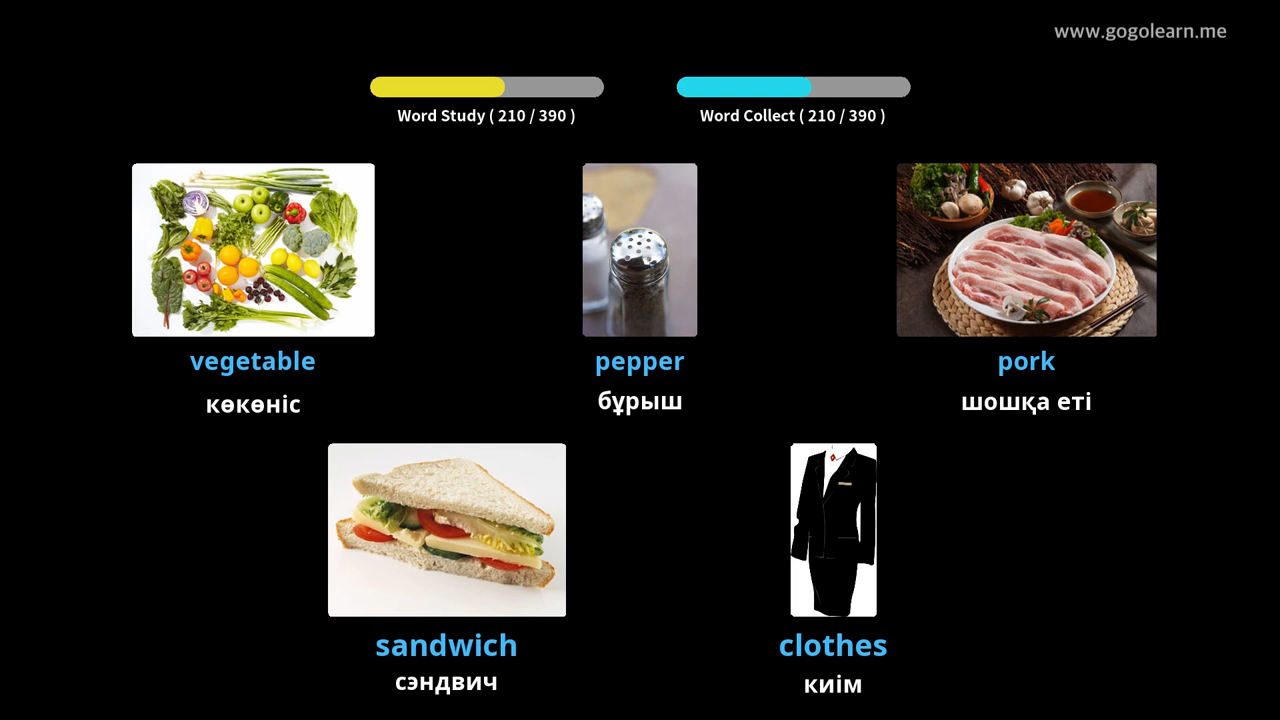 www.gogolearn.me
Word Study ( 210 / 390 )
Word Collect ( 210 / 390 )
vegetable
көкөніс
pepper
бұрыш
pork
шошқа еті
sandwich
сэндвич
clothes
киім